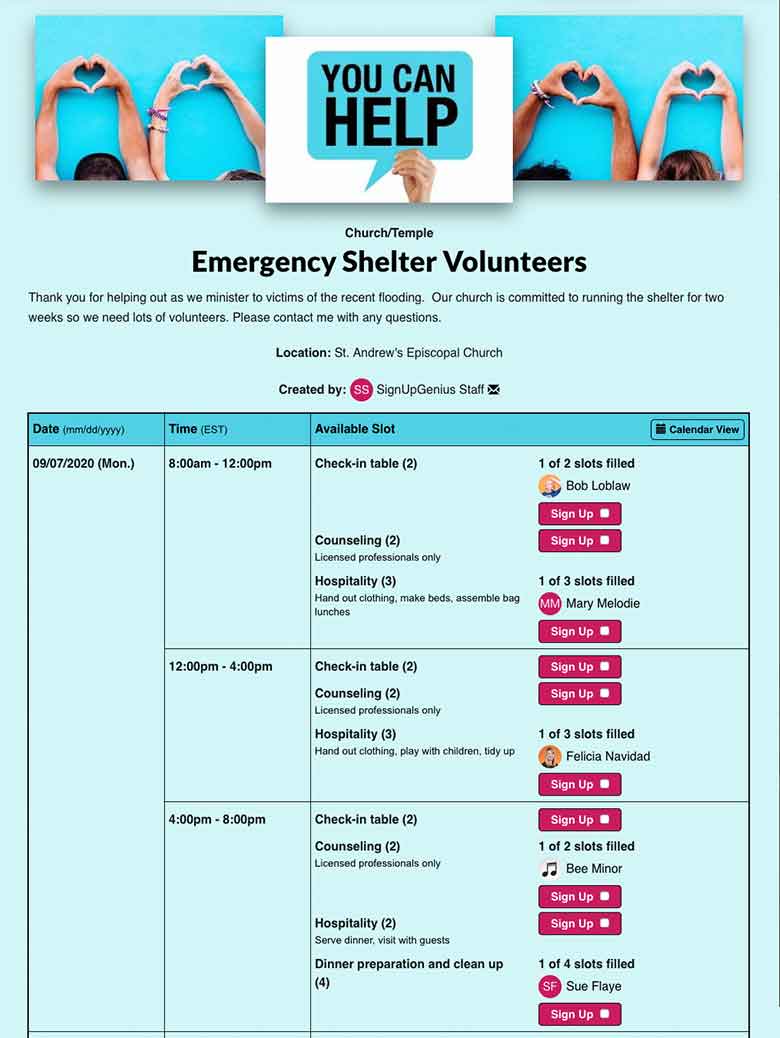 YOU CAN
HELP
Church/Temple
Emergency Shelter Volunteers
Thank you for helping out as we minister to victims of the recent flooding.  Our church is committed to running the shelter for two
weeks so we need lots of volunteers. Please contact me with any questions.
Location: St. Andrew's Episcopal Church
Created by: SS SignUpGenius Staff
Date (mm/dd/yyyy) Time (EST) Available Slot Calendar View
09/07/2020 (Mon.) 8:00am - 12:00pm Check-in table (2) 1 of 2 slots filled
Bob Loblaw
Sign Up
Counseling (2) Sign Up
Licensed professionals only
Hospitality (3) 1 of 3 slots filled
Hand out clothing, make beds, assemble bag MM Mary Melodie
lunches
Sign Up
12:00pm - 4:00pm Check-in table (2) Sign Up
Counseling (2) Sign Up
Licensed professionals only
Hospitality (3) 1 of 3 slots filled
Hand out clothing, play with children, tidy up Felicia Navidad
Sign Up
4:00pm - 8:00pm Check-in table (2) Sign Up
Counseling (2) 1 of 2 slots filled
Licensed professionals only Bee Minor
Sign Up
Hospitality (2) Sign Up
Serve dinner, visit with guests
Dinner preparation and clean up 1 of 4 slots filled
(4) SF Sue Flaye
Sign Up